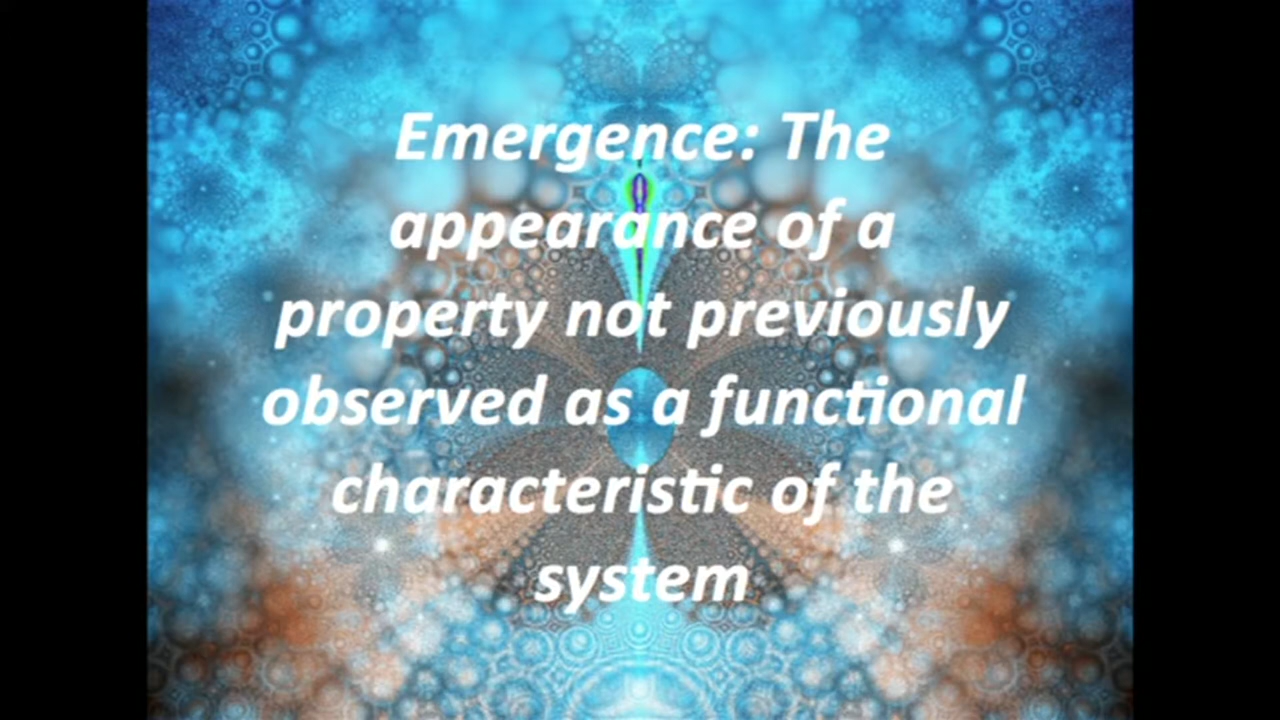 Emergence: The
appearance of a
property not previously
observed as a functional
characteristic of the
system